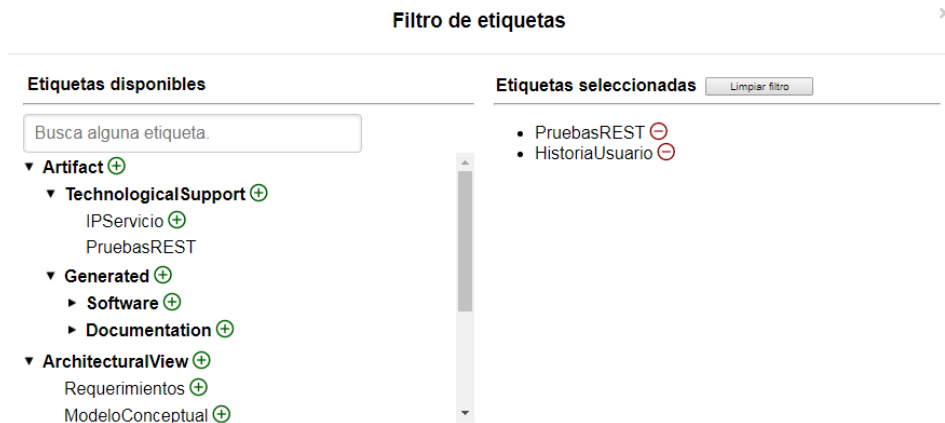 Filtro de etiquetas
Etiquetas disponibles
Busca alguna etiqueta.
Artifact
TechnologicalSupport
IPServicio
PruebasREST
Generated
Software
Documentation
ArchitecturalView
Requerimientos
ModeloConceptual
Etiquetas seleccionadas
Limpiar filtro
PruebasREST
HistoriaUsuario